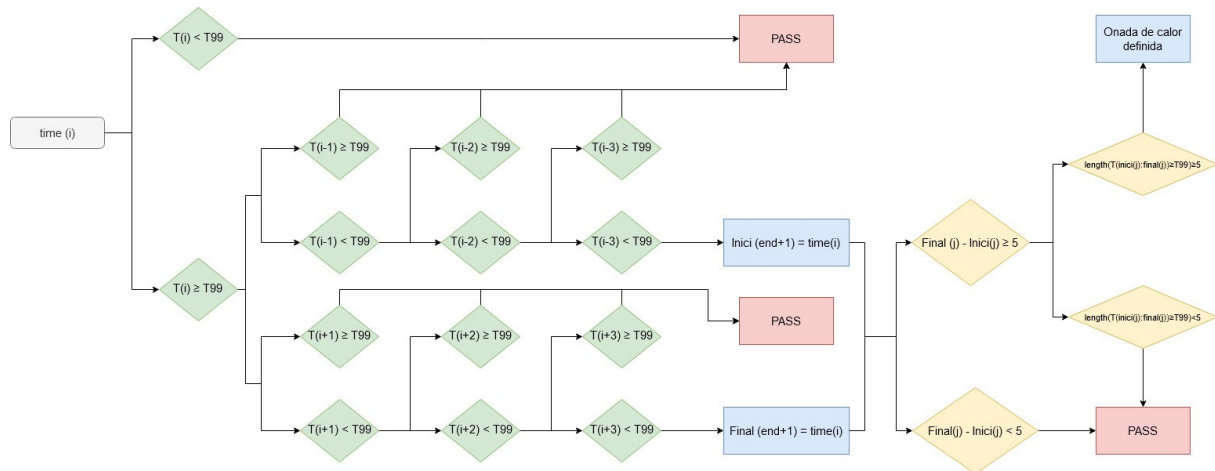 T(i) < T99
PASS
Onada de calor
definida
time (i)
T(i-1) ≥ T99
T(i-2) ≥ T99
T(i-3) ≥ T99
length(T(inici(j):final(j))≥T99)≥5
T(i-1) < T99
T(i-2) < T99
T(i-3) < T99
Inici (end+1) = time(i)
Final (j) - Inici(j) ≥ 5
T(i) ≥ T99
T(i+1) ≥ T99
T(i+2) ≥ T99
T(i+3) ≥ T99
PASS
length(T(inici(j):final(j))≥T99)<5
T(i+1) < T99
T(i+2) < T99
T(i+3) < T99
Final (end+1) = time(i)
Final(j) - Inici(j) < 5
PASS